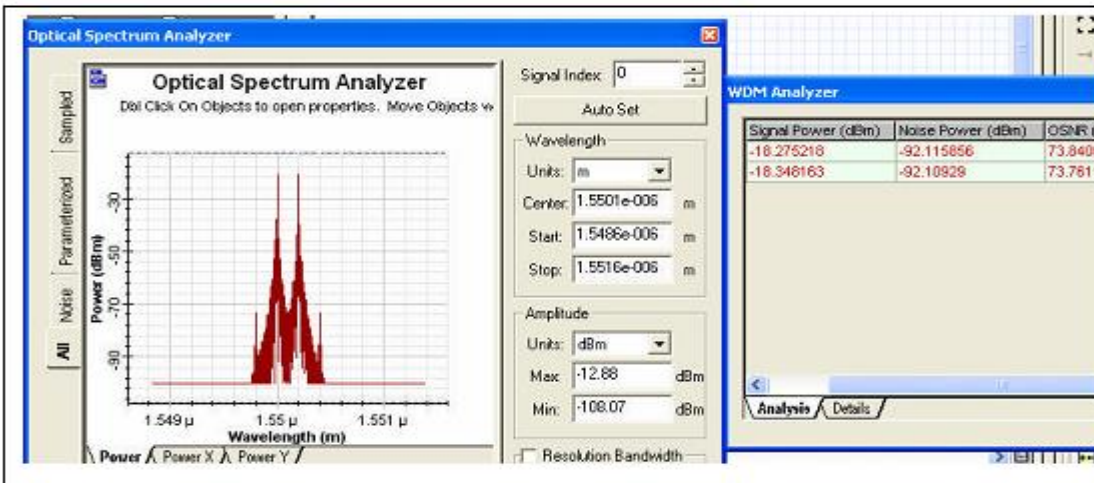 Optical Spectrum Analyzer
Sampled
Parameterized
Noise
All
Optical Spectrum Analyzer
Dbl Click On Objects to open properties. Move Objects w
Power (dBm)
-30
-50
-70
-90
1.549 µ
1.55 µ
1.551 µ
Wavelength (m)
Power
Power X
Power Y
Signal Index: 0
Auto Set
Wavelength
Units: m
Center: 1.5501e-006 m
Start: 1.5486e-006 m
Stop: 1.5516e-006 m
Amplitude
Units: dBm
Max: -12.88 dBm
Min: -108.07 dBm
Resolution Bandwidth
WDM Analyzer
Signal Power (dBm) Noise Power (dBm) OSNR
-18.275218 -92.115856
-18.348163 -92.10929 73.761
Analysis
Details